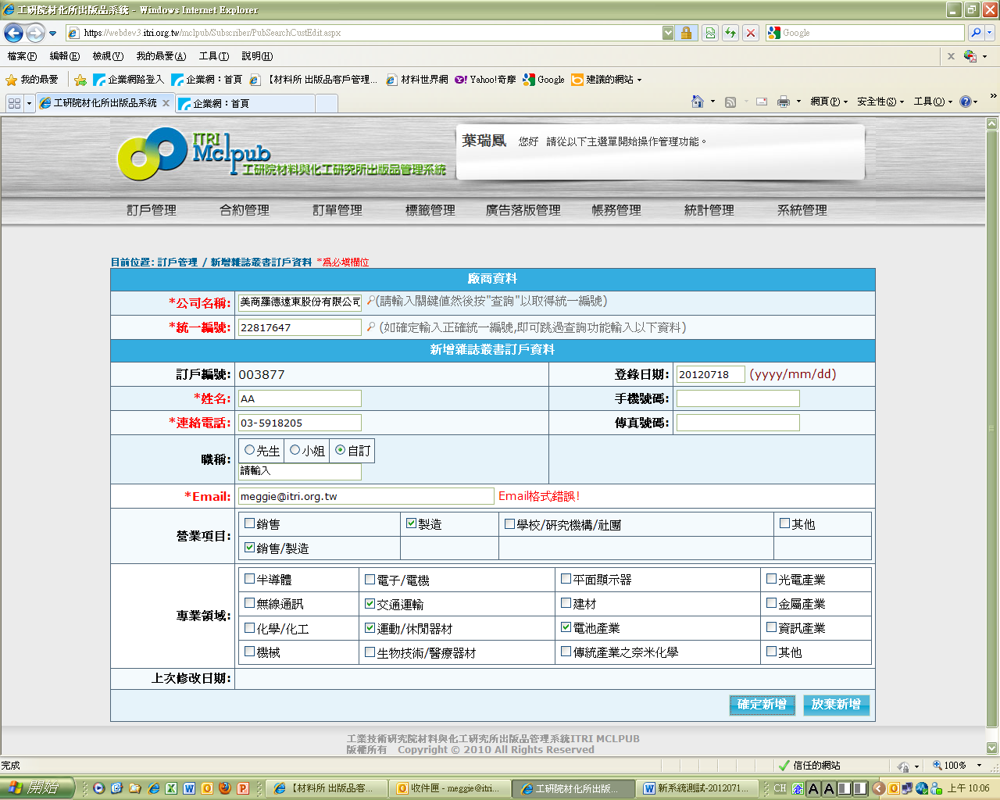 工研院材化所出版品系統 - Windows Internet Explorer
https://webdev3.itri.org.tw/mclpub/Subscriber/PubSearchCustEdit.aspx
Google
檔案(F) 編輯(E) 檢視(V) 我的最愛(A) 工具(T) 說明(H)
我的最愛 企業網路登入 企業網：首頁 【材料所 出版品客戶管理... 材料世界網 Yahoo!奇摩 Google 建議的網站
工研院材化所出版品系統 企業網：首頁 網頁(P) 安全性(S) 工具(O) »
ITRI
Mclpub
工研院材料與化工研究所出版品管理系統
葉瑞鳳 您好 請從以下主選單開始操作管理功能。
訂戶管理 合約管理 訂單管理 標籤管理 廣告落版管理 帳務管理 統計管理 系統管理
目前位置: 訂戶管理 / 新增雜誌叢書訂戶資料 *為必填欄位
廠商資料
*公司名稱: 美商羅德遠東股份有限公司 (請輸入關鍵值然後按"查詢"以取得統一編號)
*統一編號: 22817647 (如確定輸入正確統一編號,即可跳過查詢功能輸入以下資料)
新增雜誌叢書訂戶資料
訂戶編號: 003877 登錄日期: 20120718 (yyyy/mm/dd)
*姓名: AA 手機號碼:
*連絡電話: 03-5918205 傳真號碼:
職稱: 先生 小姐 自訂
請輸入
*Email: meggie@itri.org.tw Email格式錯誤!
營業項目: 銷售 製造 學校/研究機構/社團 其他
銷售/製造
專業領域: 半導體 電子/電機 平面顯示器 光電產業
無線通訊 交通運輸 建材 金屬產業
化學/化工 運動/休閒器材 電池產業 資訊產業
機械 生物技術/醫療器材 傳統產業之奈米化學 其他
上次修改日期:
確定新增 放棄新增
工業技術研究院材料與化工研究所出版品管理系統ITRI MCLPUB
版權所有 Copyright © 2010 All Rights Reserved
完成 信任的網站 100%
開始 【材料所 出版品客... 收件匣 - meggie@itri... 工研院材化所出版... 新系統測試-2012071... CH 上午 10:06